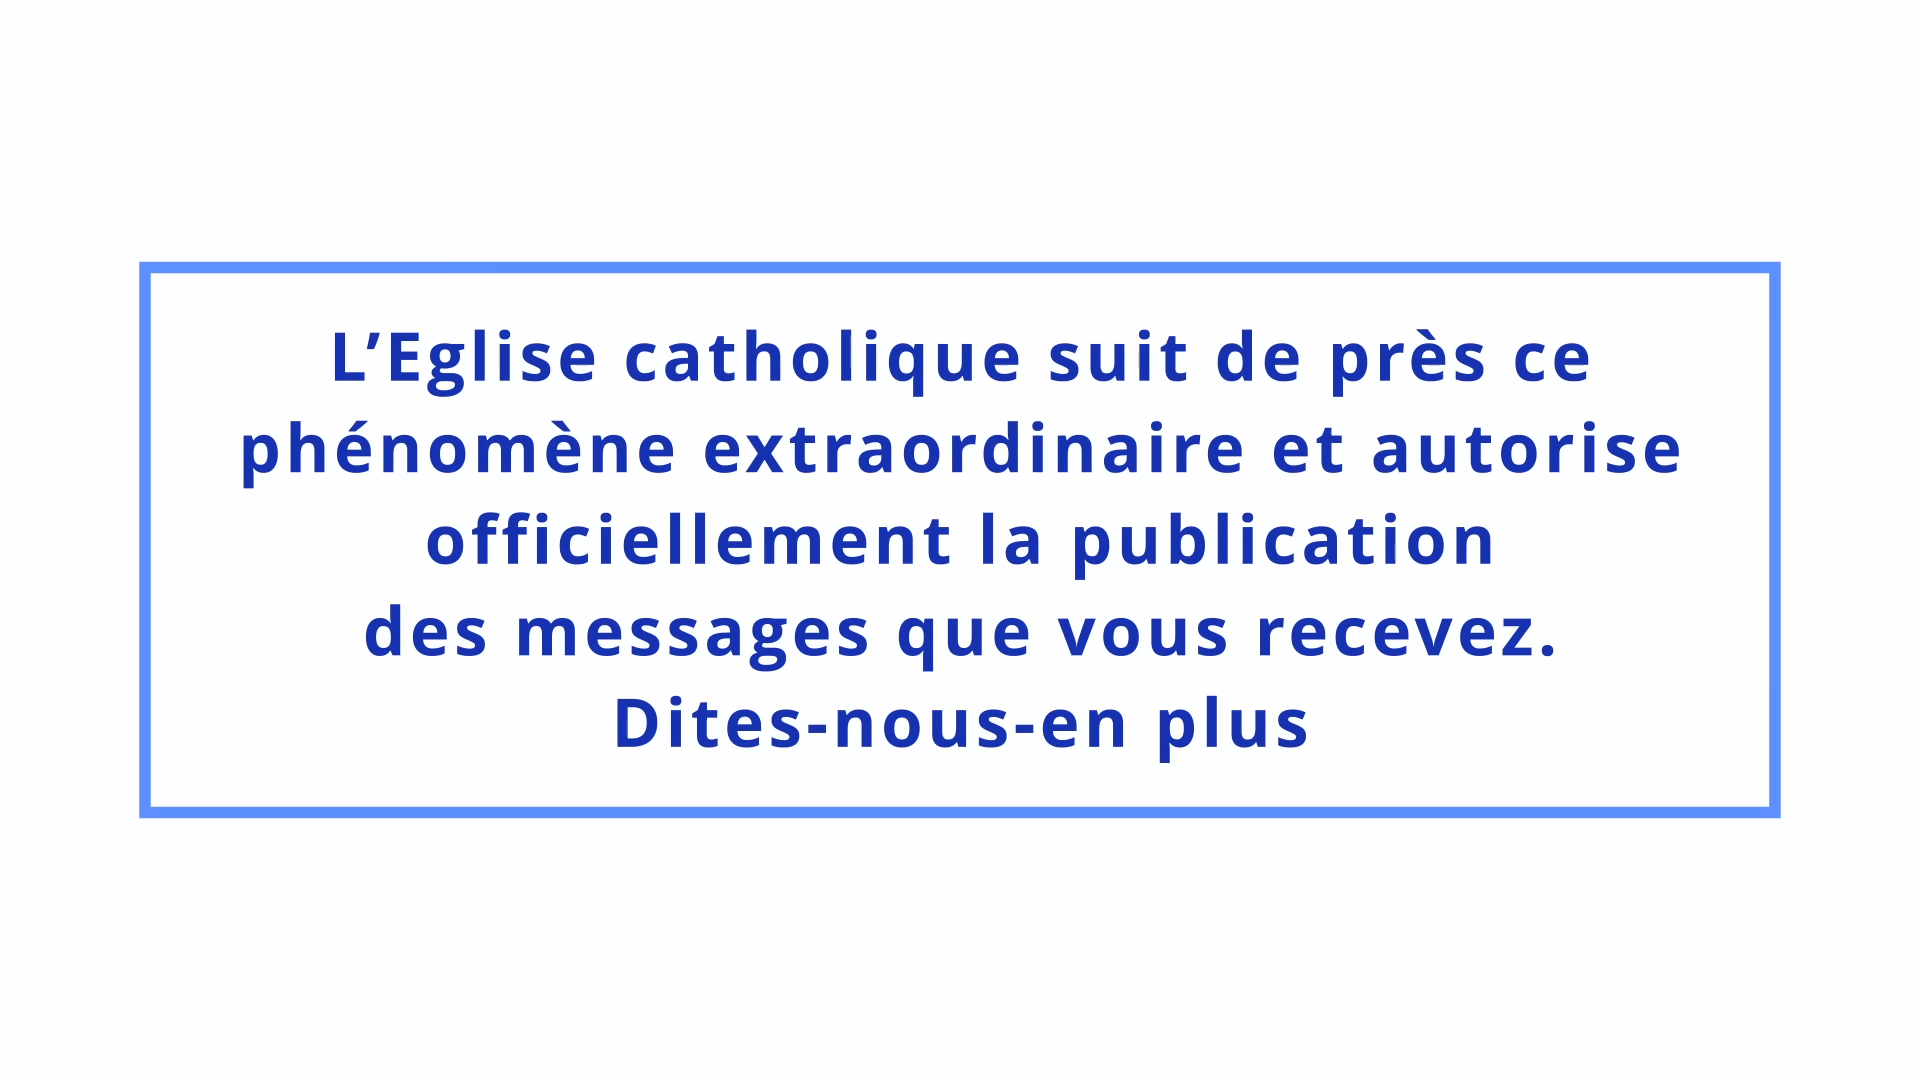 L’Eglise catholique suit de près ce
phénomène extraordinaire et autorise
officiellement la publication
des messages que vous recevez.
Dites-nous-en plus